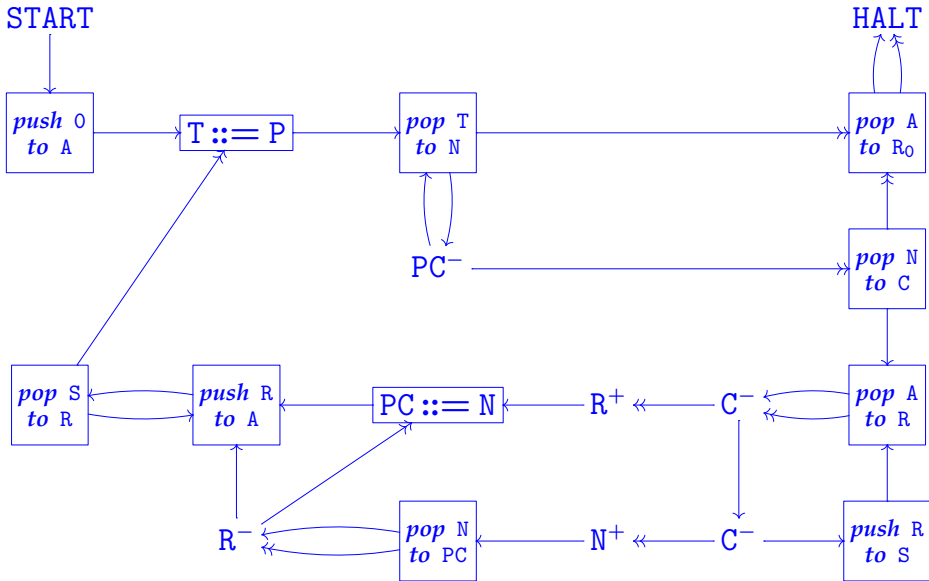 START
HALT
push 0
to A
T ::= P
pop T
to N
pop A
to R₀
PC⁻
pop N
to C
pop S
to R
push R
to A
PC ::= N
R⁺
C⁻
pop A
to R
R⁻
pop N
to PC
N⁺
C⁻
push R
to S